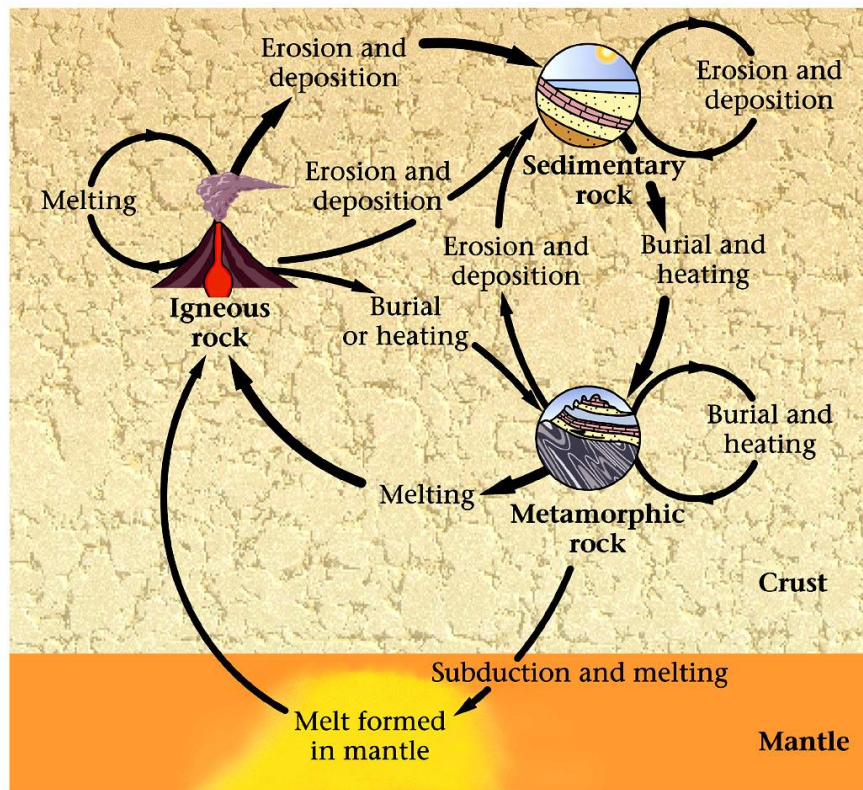 Erosion and
deposition
Erosion and
deposition
Melting
Erosion and
deposition
Sedimentary
rock
Erosion and
deposition
Burial and
heating
Igneous
rock
Burial
or heating
Burial and
heating
Melting
Metamorphic
rock
Crust
Subduction and melting
Melt formed
in mantle
Mantle